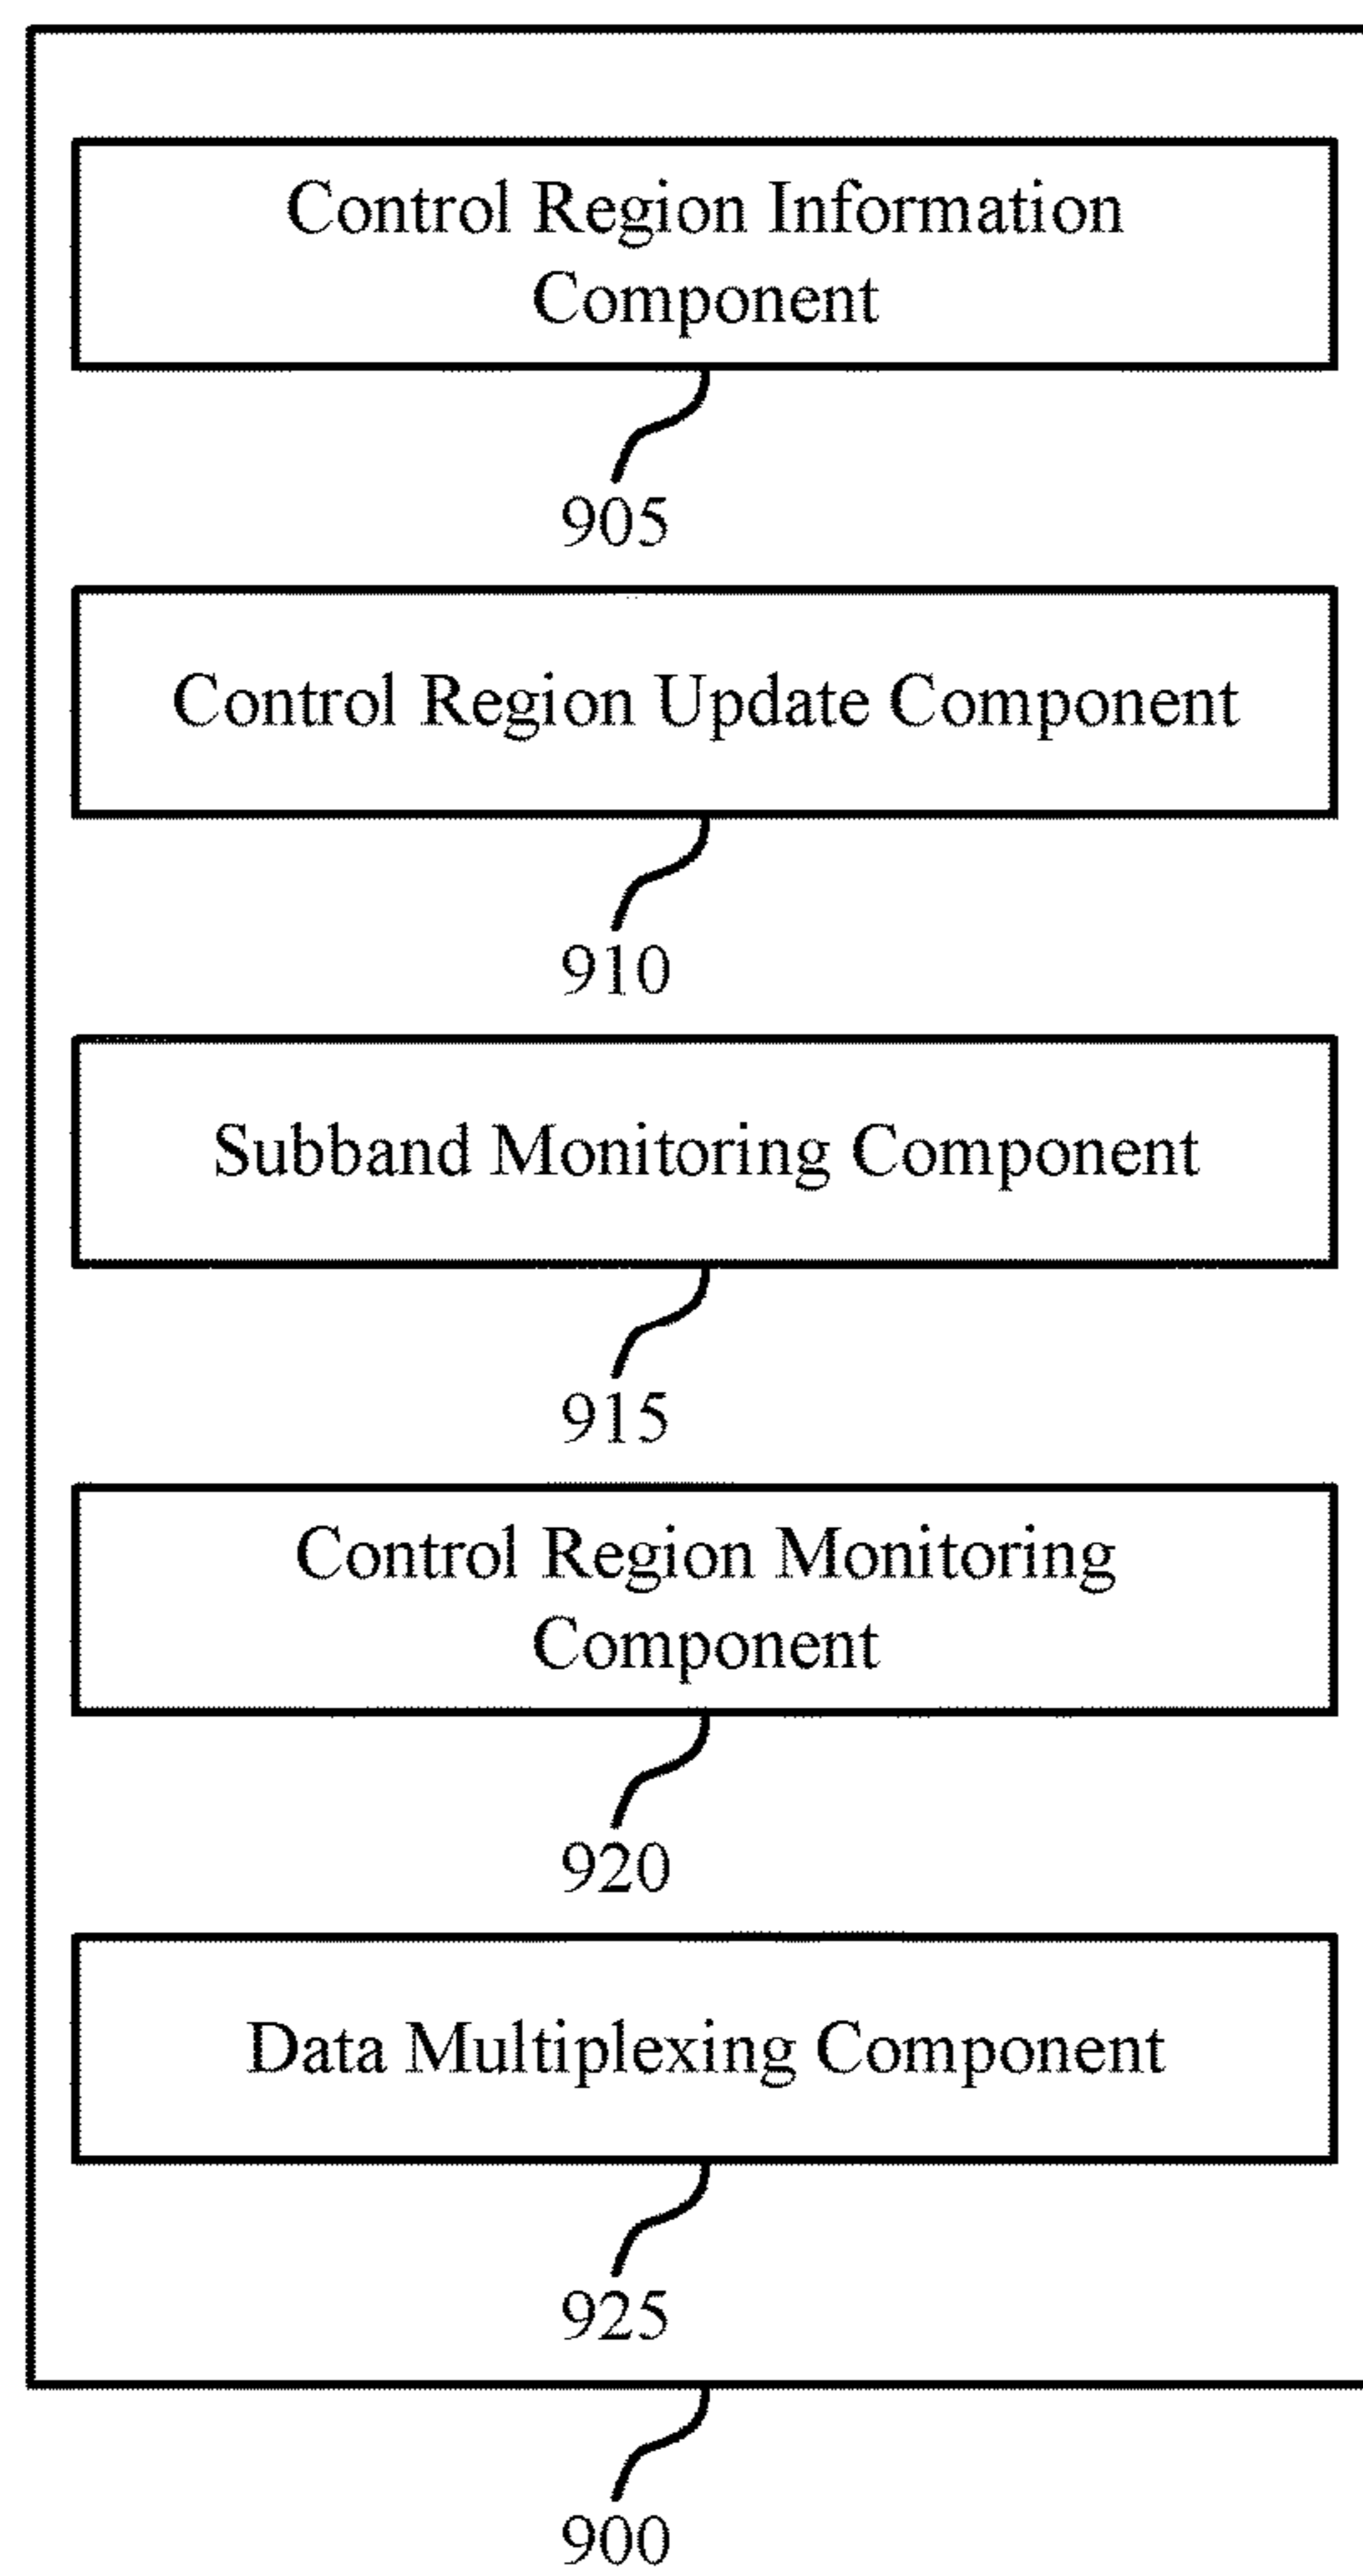 Control Region Information
Component
905
Control Region Update Component
910
Subband Monitoring Component
915
Control Region Monitoring
Component
920
Data Multiplexing Component
925
900